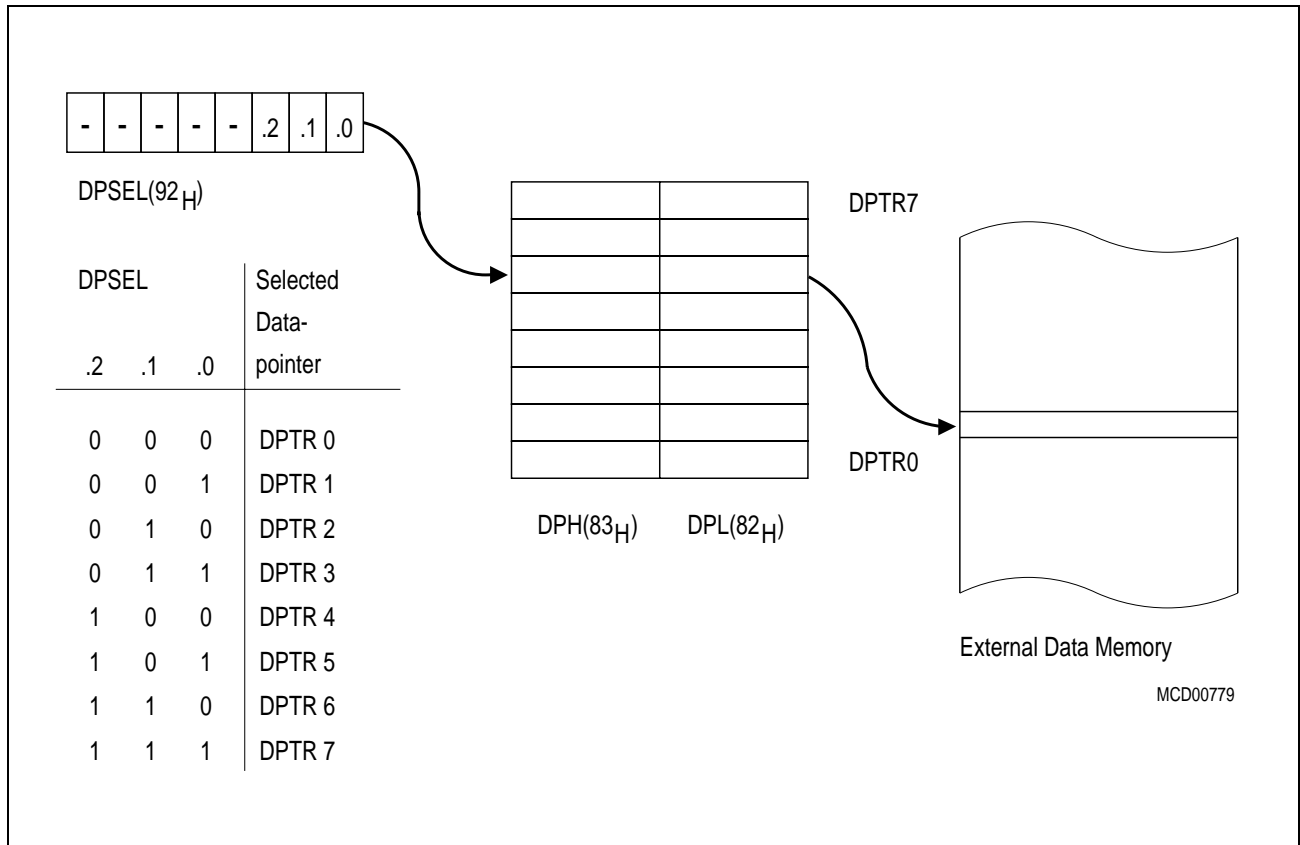 - - - - - .2 .1 .0
DPSEL(92H)
DPSEL Selected
Data-
.2 .1 .0 pointer
0 0 0 DPTR 0
0 0 1 DPTR 1
0 1 0 DPTR 2
0 1 1 DPTR 3
1 0 0 DPTR 4
1 0 1 DPTR 5
1 1 0 DPTR 6
1 1 1 DPTR 7
DPTR7
DPTR0
DPH(83H) DPL(82H)
External Data Memory
MCD00779